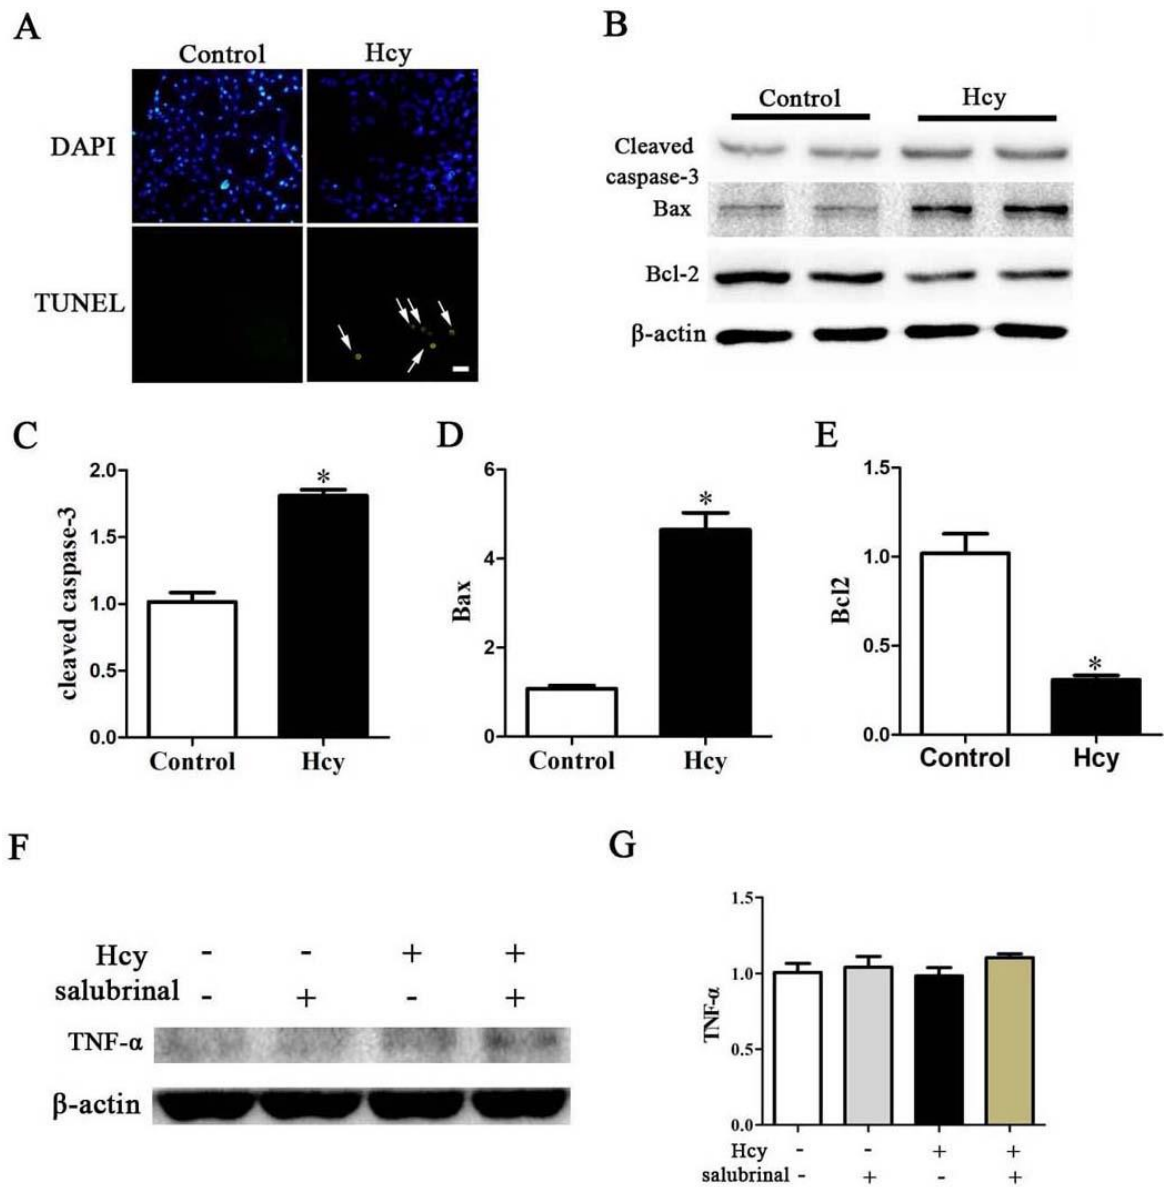 A
Control Hcy
DAPI
TUNEL
B
Control Hcy
Cleaved
caspase-3
Bax
Bcl-2
β-actin
C
cleaved caspase-3
2.0
1.5
1.0
0.5
0.0
*
Control Hcy
D
Bax
6
4
2
0
*
Control Hcy
E
Bcl2
1.5
1.0
0.5
0.0
*
Control Hcy
F
Hcy - - + +
salubrinal - + - +
TNF-α
β-actin
G
TNF-α
1.5
1.0
0.5
0.0
Hcy - - + +
salubrinal - + - +